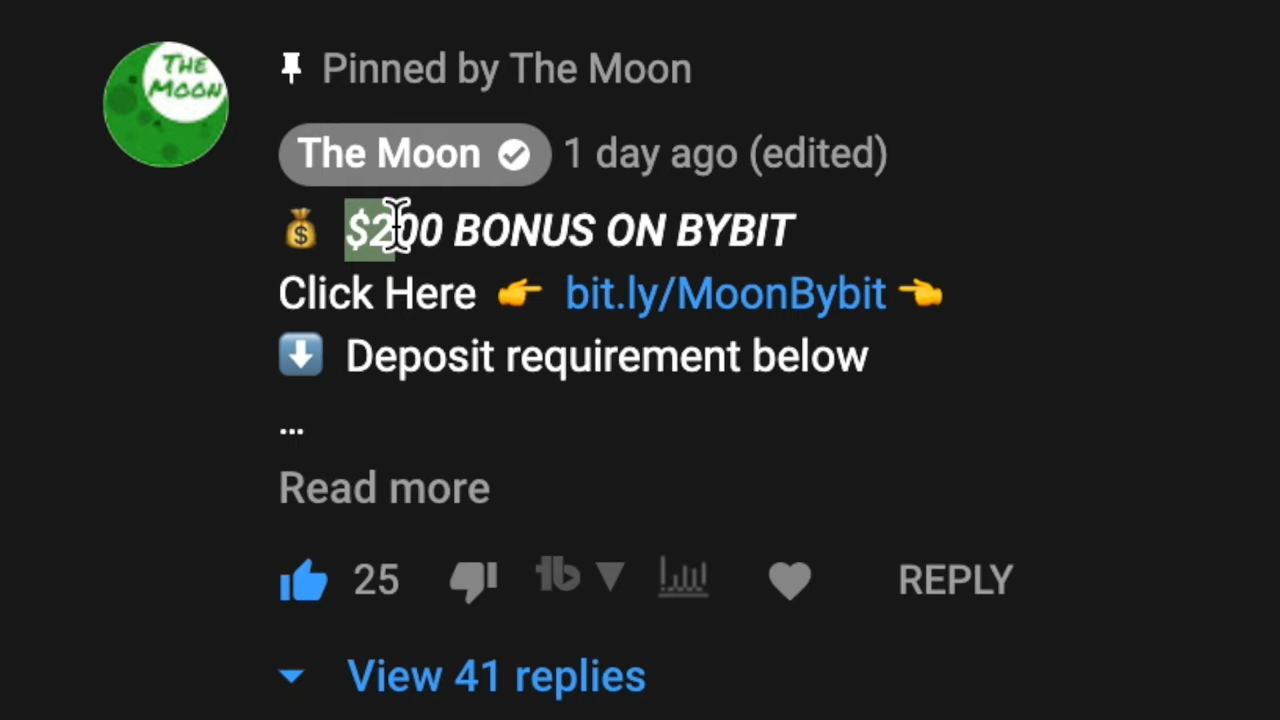 THE
MOON
Pinned by The Moon
The Moon 1 day ago (edited)
💰 $200 BONUS ON BYBIT
Click Here 👉 bit.ly/MoonBybit 👈
⬇️ Deposit requirement below
...
Read more
25 REPLY
View 41 replies